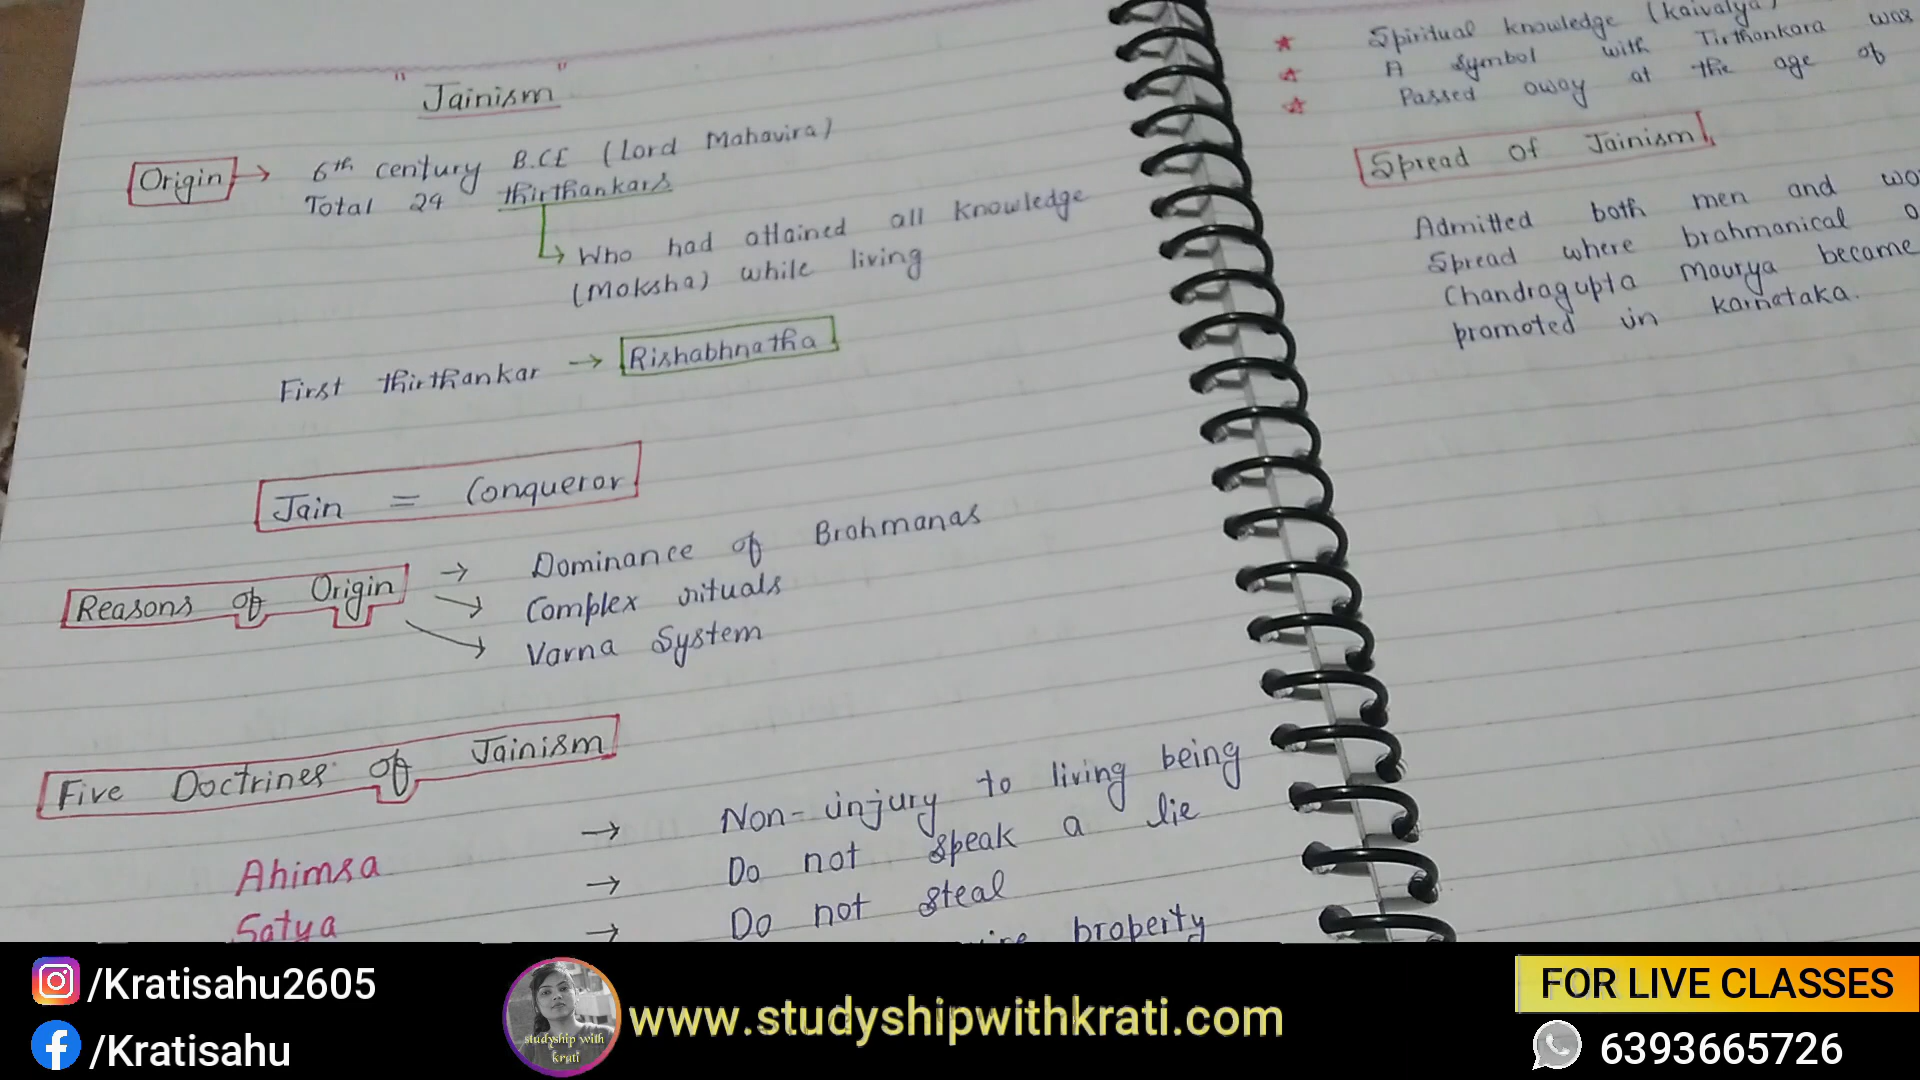 " Jainism "
Origin → 6th century B.CE (Lord Mahavira)
Total 24 thirthankars
Who had attained all knowledge
(Moksha) while living
First thirthankar → Rishabhnatha
Jain = Conqueror
Reasons of Origin → Dominance of Brahmanas
→ Complex rituals
→ Varna System
Five Doctrines of Jainism
Ahimsa → Non-injury to living being
Satya → Do not speak a lie
→ Do not steal
property
Spiritual knowledge (kaivalya)
A symbol with Tirthankara was
Passed away at the age of
Spread of Jainism
Admitted both men and
Spread where brahmanical
Chandragupta Maurya became
promoted in karnataka.
/Kratisahu2605
/Kratisahu
studyship with
krati
www.studyshipwithkrati.com
FOR LIVE CLASSES
6393665726